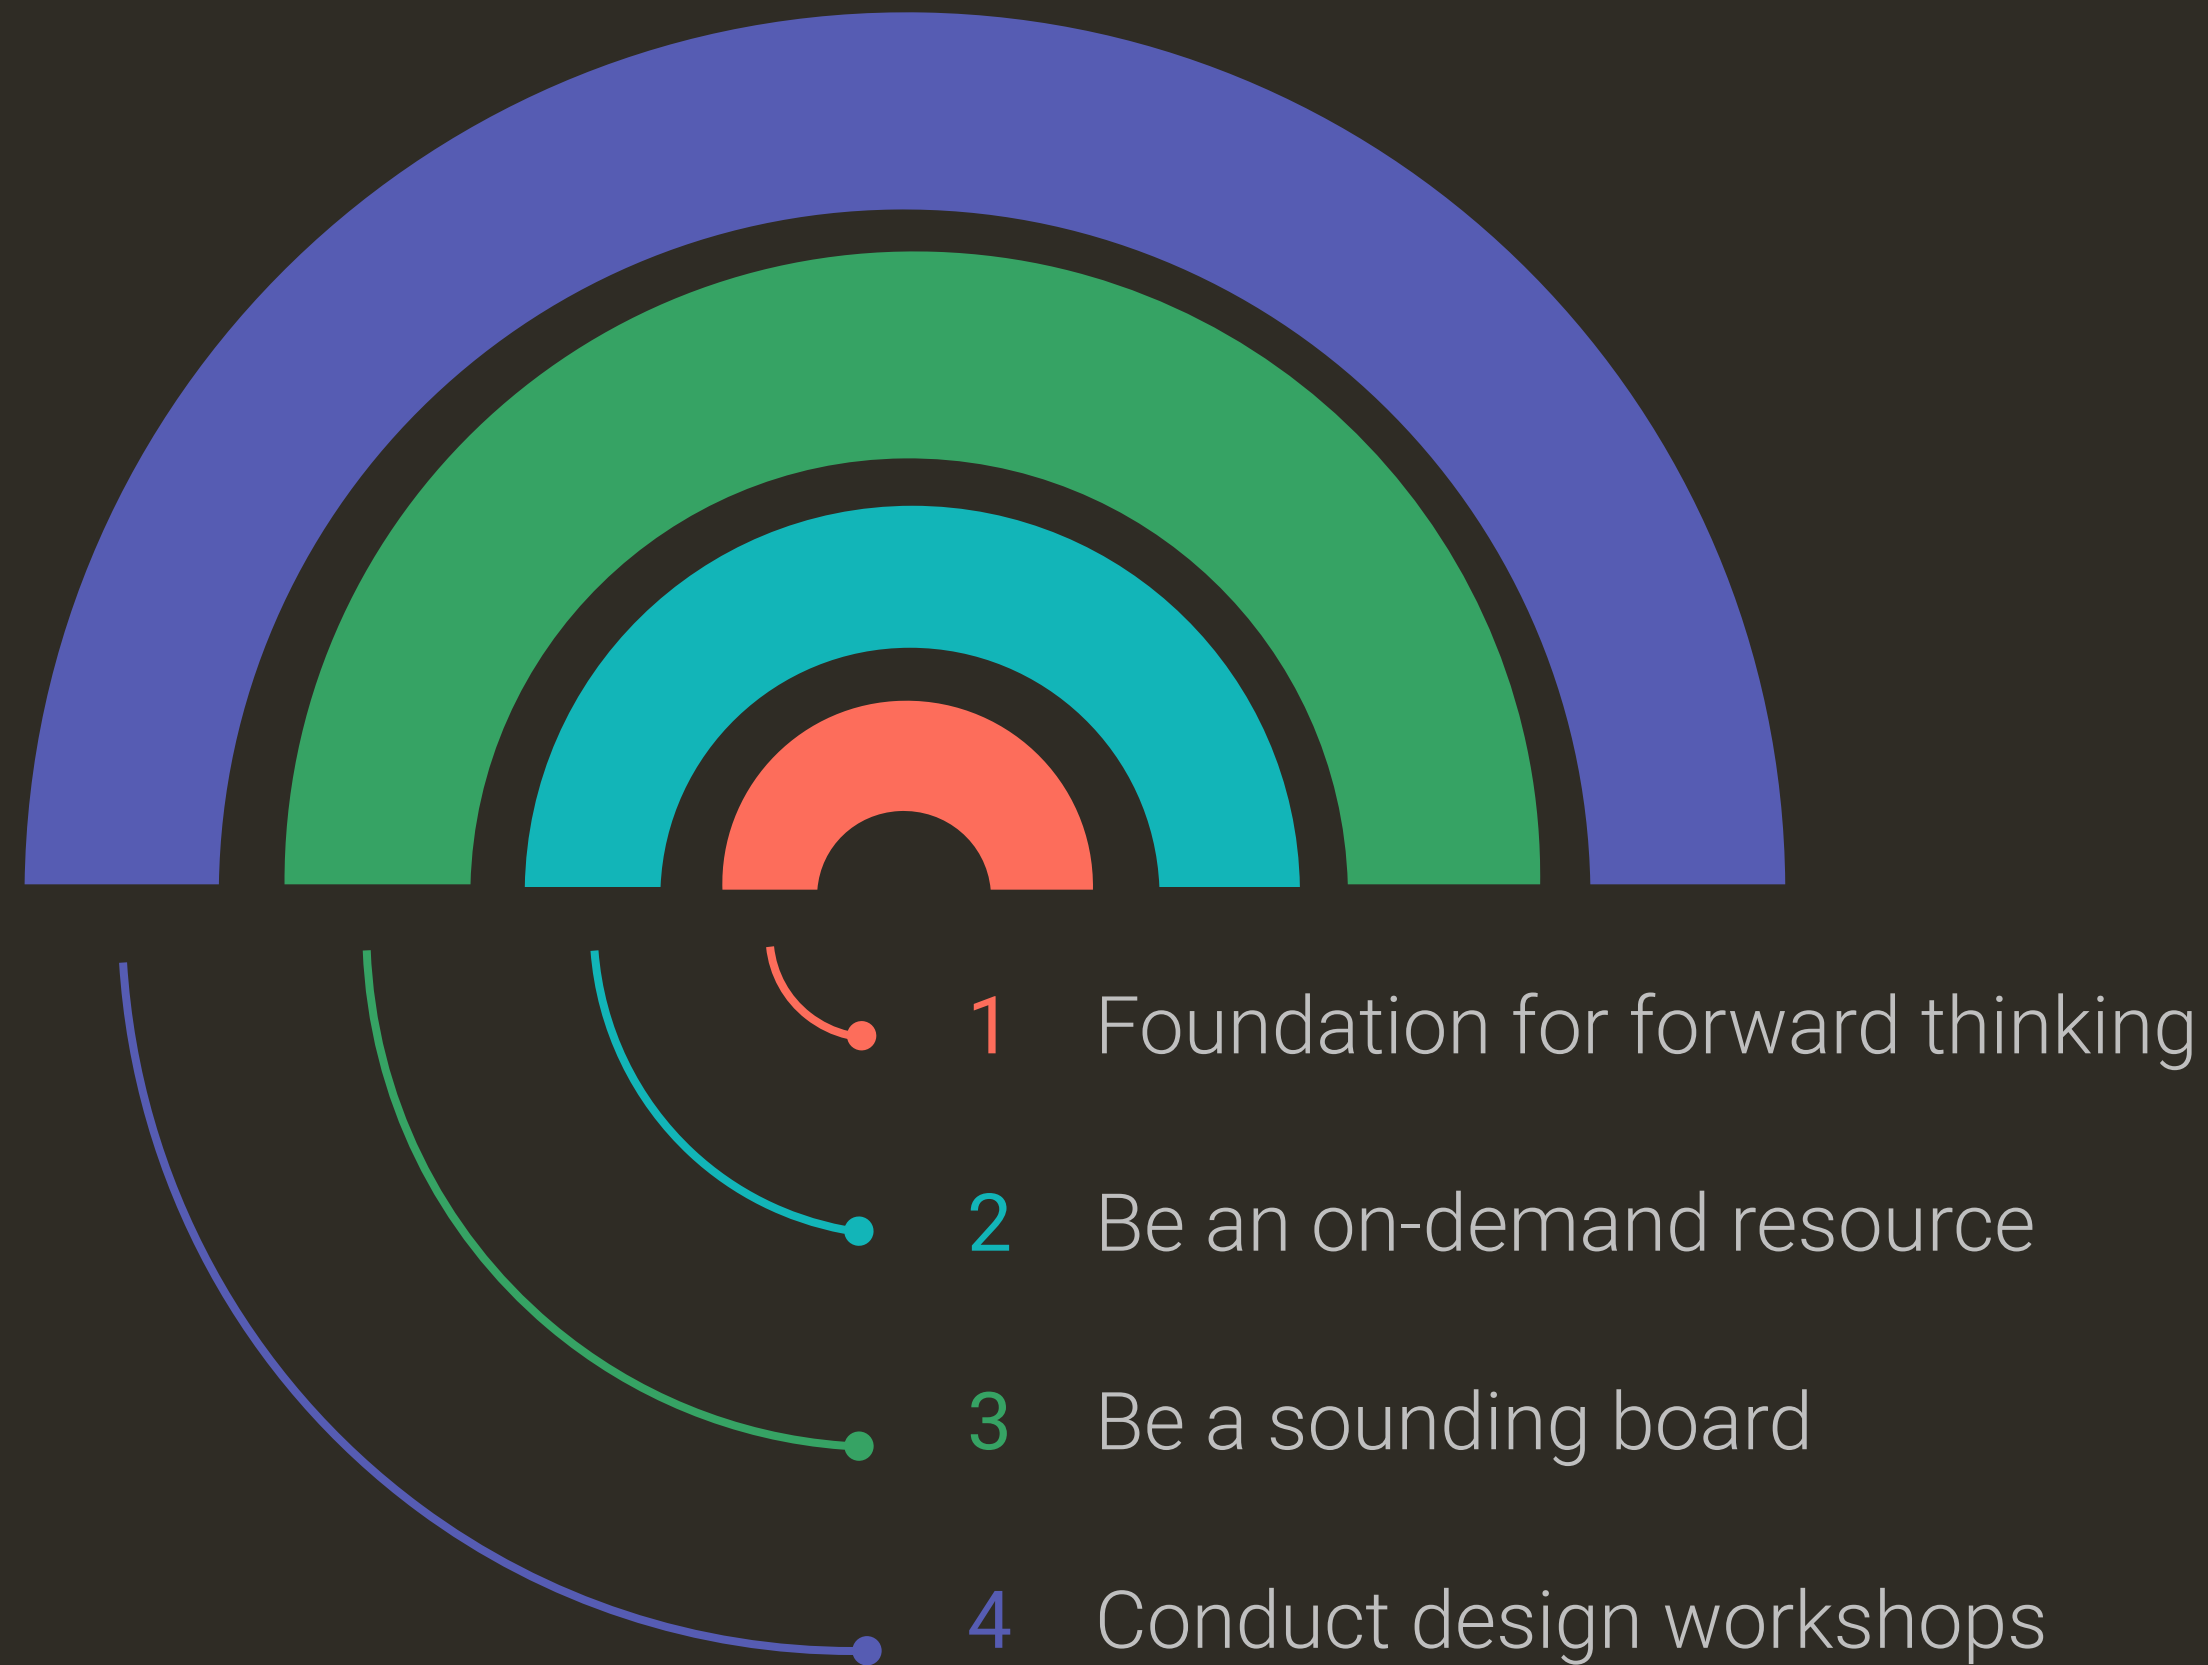 1 Foundation for forward thinking
2 Be an on-demand resource
3 Be a sounding board
4 Conduct design workshops